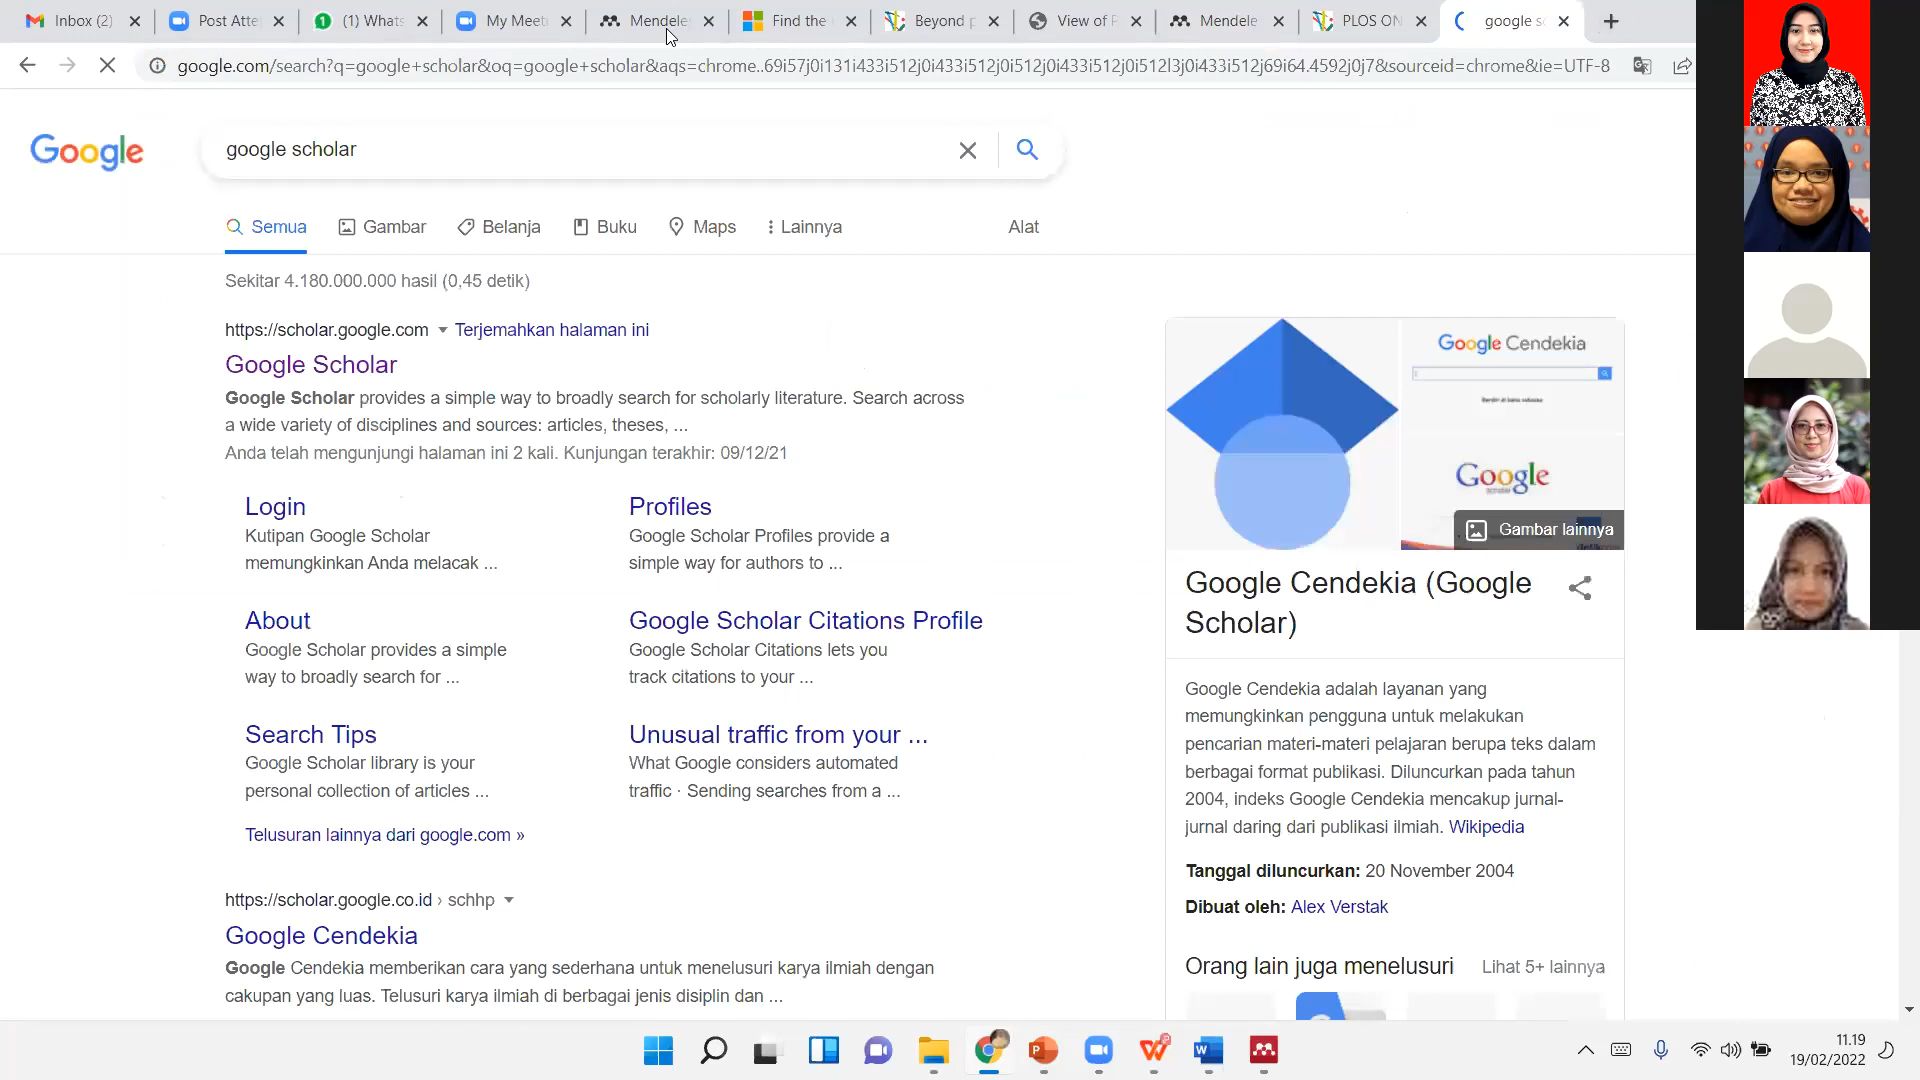 Inbox (2)
Post Atte
(1) Whats
My Meet
Mendele
Find the
Beyond p
View of
Mendele
PLOS ON
google s
google.com/search?q=google+scholar&oq=google+scholar&aqs=chrome..69i57j0i131i433i512j0i433i512j0i512j0i433i512j0i512l3j0i433i512j69i64.4592j0j7&sourceid=chrome&ie=UTF-8
Google
google scholar
Semua
Gambar
Belanja
Buku
Maps
Lainnya
Alat
Sekitar 4.180.000.000 hasil (0,45 detik)
https://scholar.google.com Terjemahkan halaman ini
Google Scholar
Google Scholar provides a simple way to broadly search for scholarly literature. Search across
a wide variety of disciplines and sources: articles, theses, ...
Anda telah mengunjungi halaman ini 2 kali. Kunjungan terakhir: 09/12/21
Login
Kutipan Google Scholar
memungkinkan Anda melacak ...
Profiles
Google Scholar Profiles provide a
simple way for authors to ...
About
Google Scholar provides a simple
way to broadly search for ...
Google Scholar Citations Profile
Google Scholar Citations lets you
track citations to your ...
Search Tips
Google Scholar library is your
personal collection of articles ...
Unusual traffic from your ...
What Google considers automated
traffic · Sending searches from a ...
Telusuran lainnya dari google.com »
https://scholar.google.co.id › schhp
Google Cendekia
Google Cendekia memberikan cara yang sederhana untuk menelusuri karya ilmiah dengan
cakupan yang luas. Telusuri karya ilmiah di berbagai jenis disiplin dan ...
Google Cendekia
Google
Gambar lainnya
Google Cendekia (Google
Scholar)
Google Cendekia adalah layanan yang
memungkinkan pengguna untuk melakukan
pencarian materi-materi pelajaran berupa teks dalam
berbagai format publikasi. Diluncurkan pada tahun
2004, indeks Google Cendekia mencakup jurnal-
jurnal daring dari publikasi ilmiah. Wikipedia
Tanggal diluncurkan: 20 November 2004
Dibuat oleh: Alex Verstak
Orang lain juga menelusuri
Lihat 5+ lainnya
11.19
19/02/2022